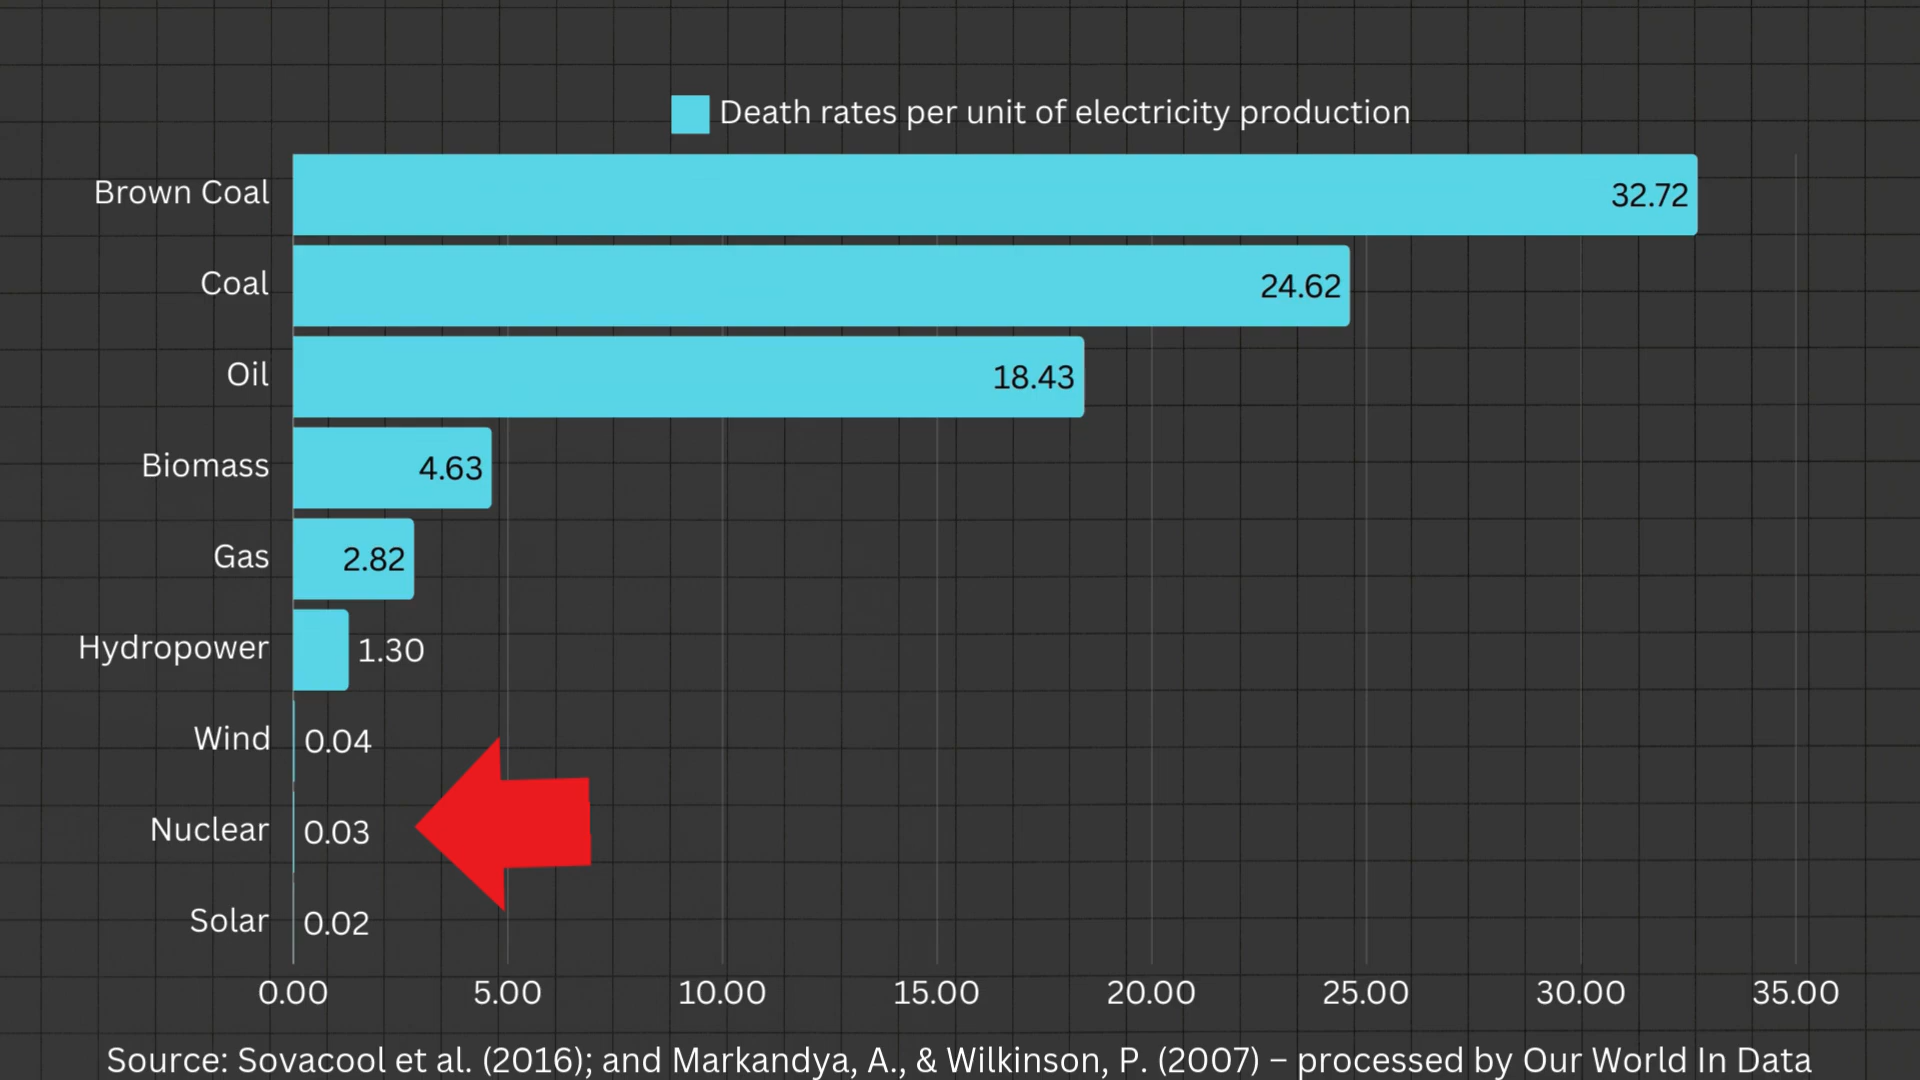 Death rates per unit of electricity production
Brown Coal 32.72
Coal 24.62
Oil 18.43
Biomass 4.63
Gas 2.82
Hydropower 1.30
Wind 0.04
Nuclear 0.03
Solar 0.02
0.00 5.00 10.00 15.00 20.00 25.00 30.00 35.00
Source: Sovacool et al. (2016); and Markandya, A., & Wilkinson, P. (2007) – processed by Our World In Data